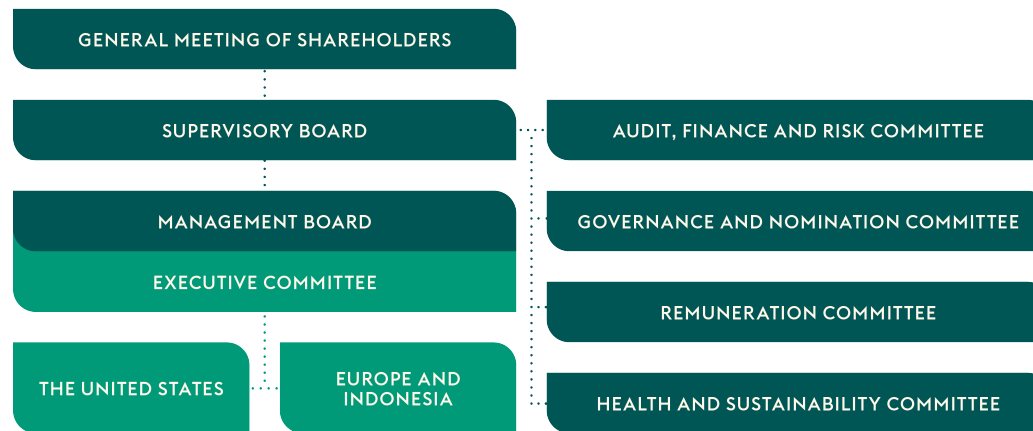 GENERAL MEETING OF SHAREHOLDERS
SUPERVISORY BOARD
AUDIT, FINANCE AND RISK COMMITTEE
MANAGEMENT BOARD
GOVERNANCE AND NOMINATION COMMITTEE
EXECUTIVE COMMITTEE
REMUNERATION COMMITTEE
THE UNITED STATES
EUROPE AND
INDONESIA
HEALTH AND SUSTAINABILITY COMMITTEE